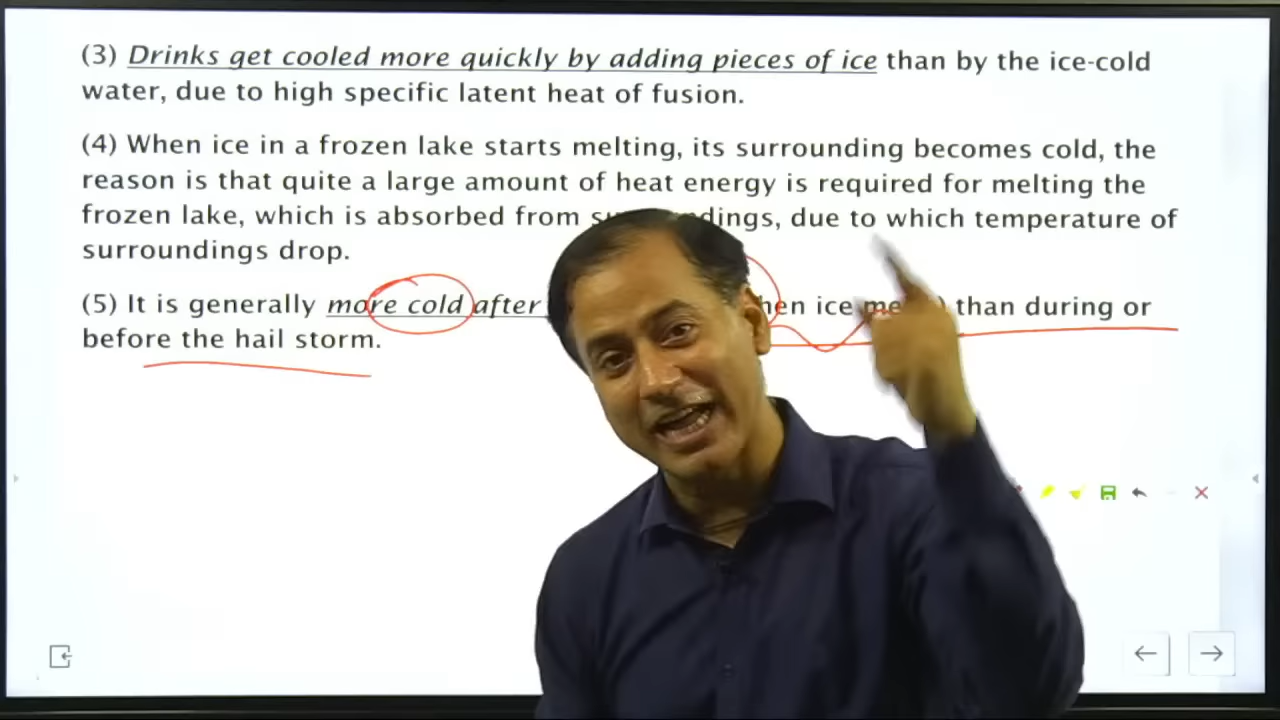 (3) Drinks get cooled more quickly by adding pieces of ice than by the ice-cold
water, due to high specific latent heat of fusion.
(4) When ice in a frozen lake starts melting, its surrounding becomes cold, the
reason is that quite a large amount of heat energy is required for melting the
frozen lake, which is absorbed from surroundings, due to which temperature of
surroundings drop.
(5) It is generally more cold after ice than during or
before the hail storm.